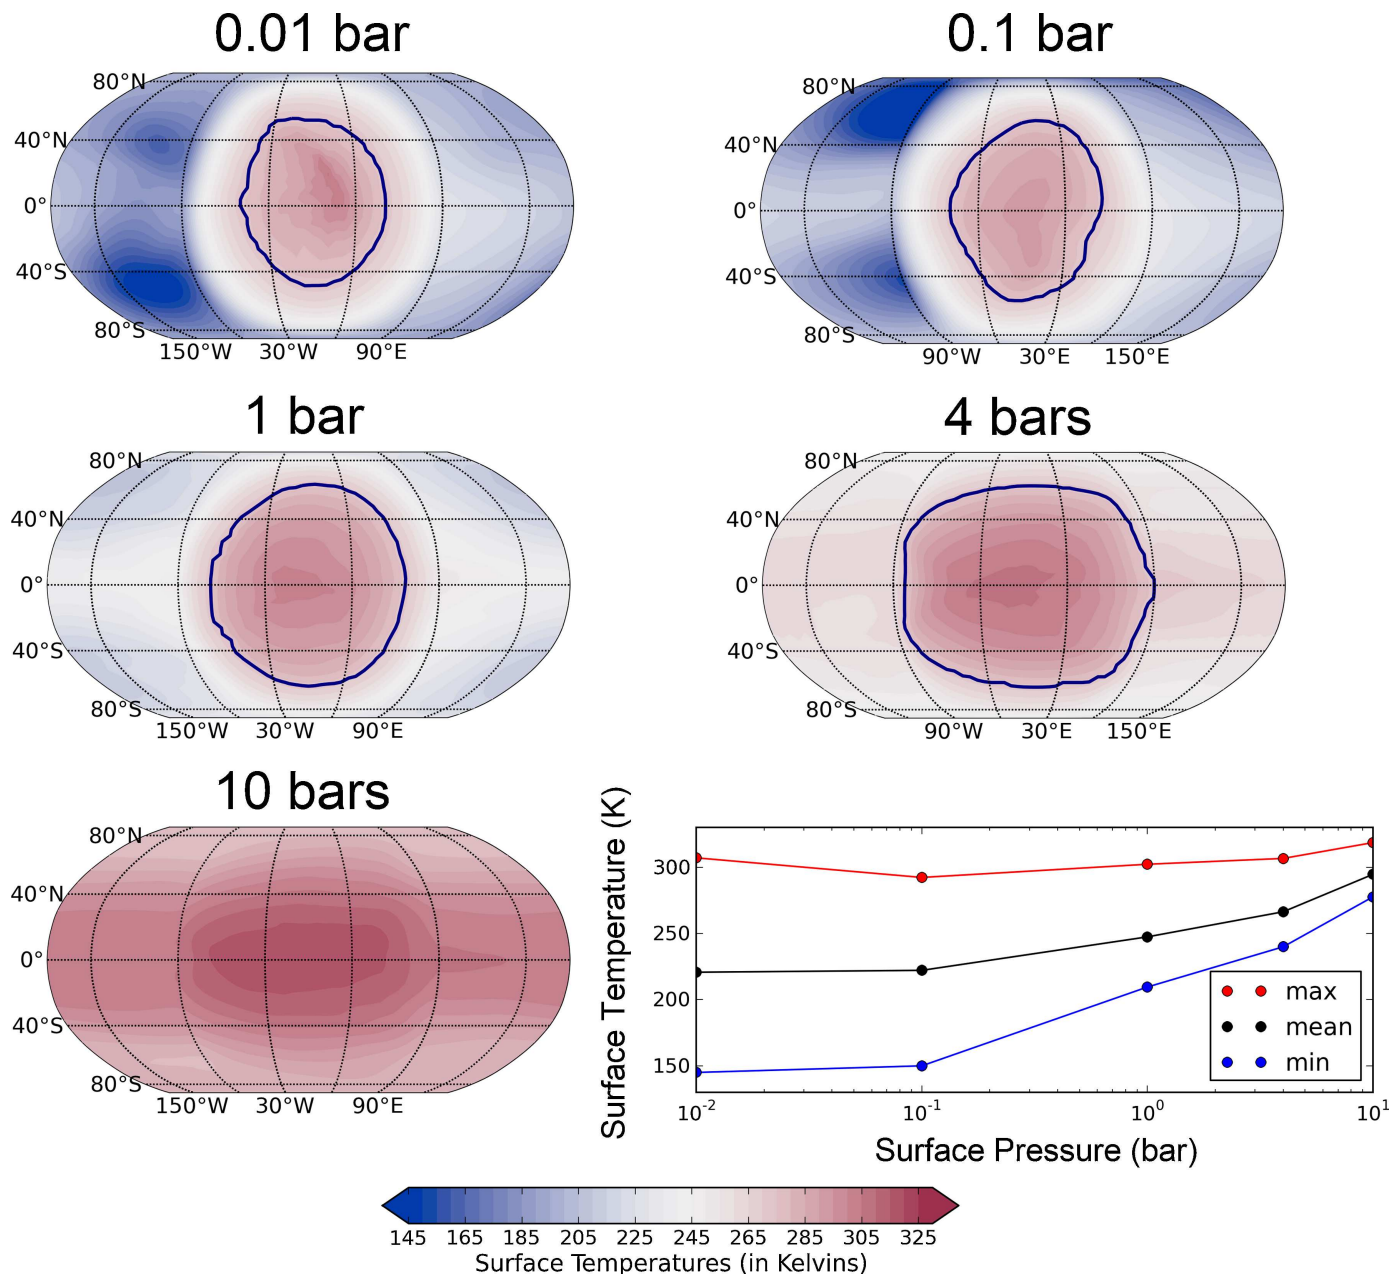 0.01 bar
80°N
40°N
0°
40°S
80°S
150°W 30°W 90°E
0.1 bar
80°N
40°N
0°
40°S
80°S
90°W 30°E 150°E
1 bar
80°N
40°N
0°
40°S
80°S
150°W 30°W 90°E
4 bars
80°N
40°N
0°
40°S
80°S
90°W 30°E 150°E
10 bars
80°N
40°N
0°
40°S
80°S
150°W 30°W 90°E
Surface Temperature (K)
300
250
200
150
max
mean
min
10⁻² 10⁻¹ 10⁰ 10¹
Surface Pressure (bar)
145 165 185 205 225 245 265 285 305 325
Surface Temperatures (in Kelvins)